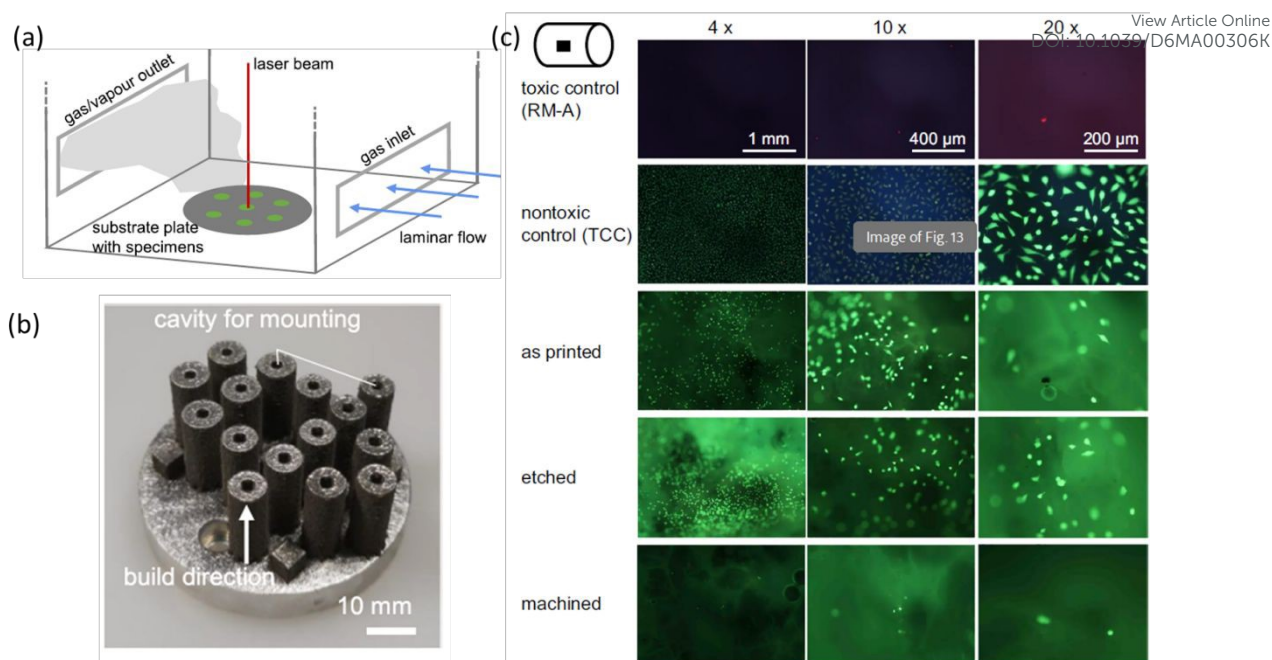 View Article Online
DOI: 10.1039/D6MA00306K
(a)
gas/vapour outlet
laser beam
gas inlet
substrate plate
with specimens
laminar flow
(b)
cavity for mounting
build direction
10 mm
(c)
4 x
10 x
20 x
toxic control
(RM-A)
1 mm
400 µm
200 µm
nontoxic
control (TCC)
Image of Fig. 13
as printed
etched
machined